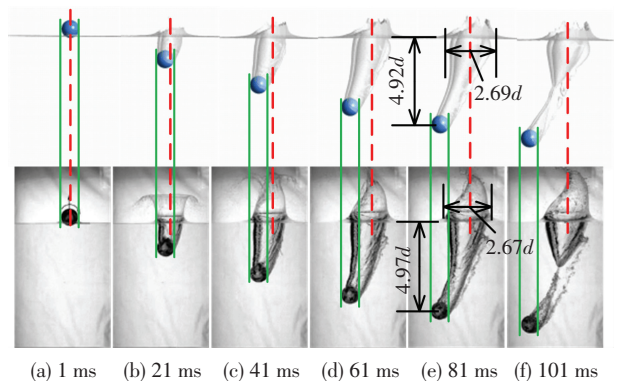 4.92d
2.69d
4.97d
2.67d
(a) 1 ms (b) 21 ms (c) 41 ms (d) 61 ms (e) 81 ms (f) 101 ms